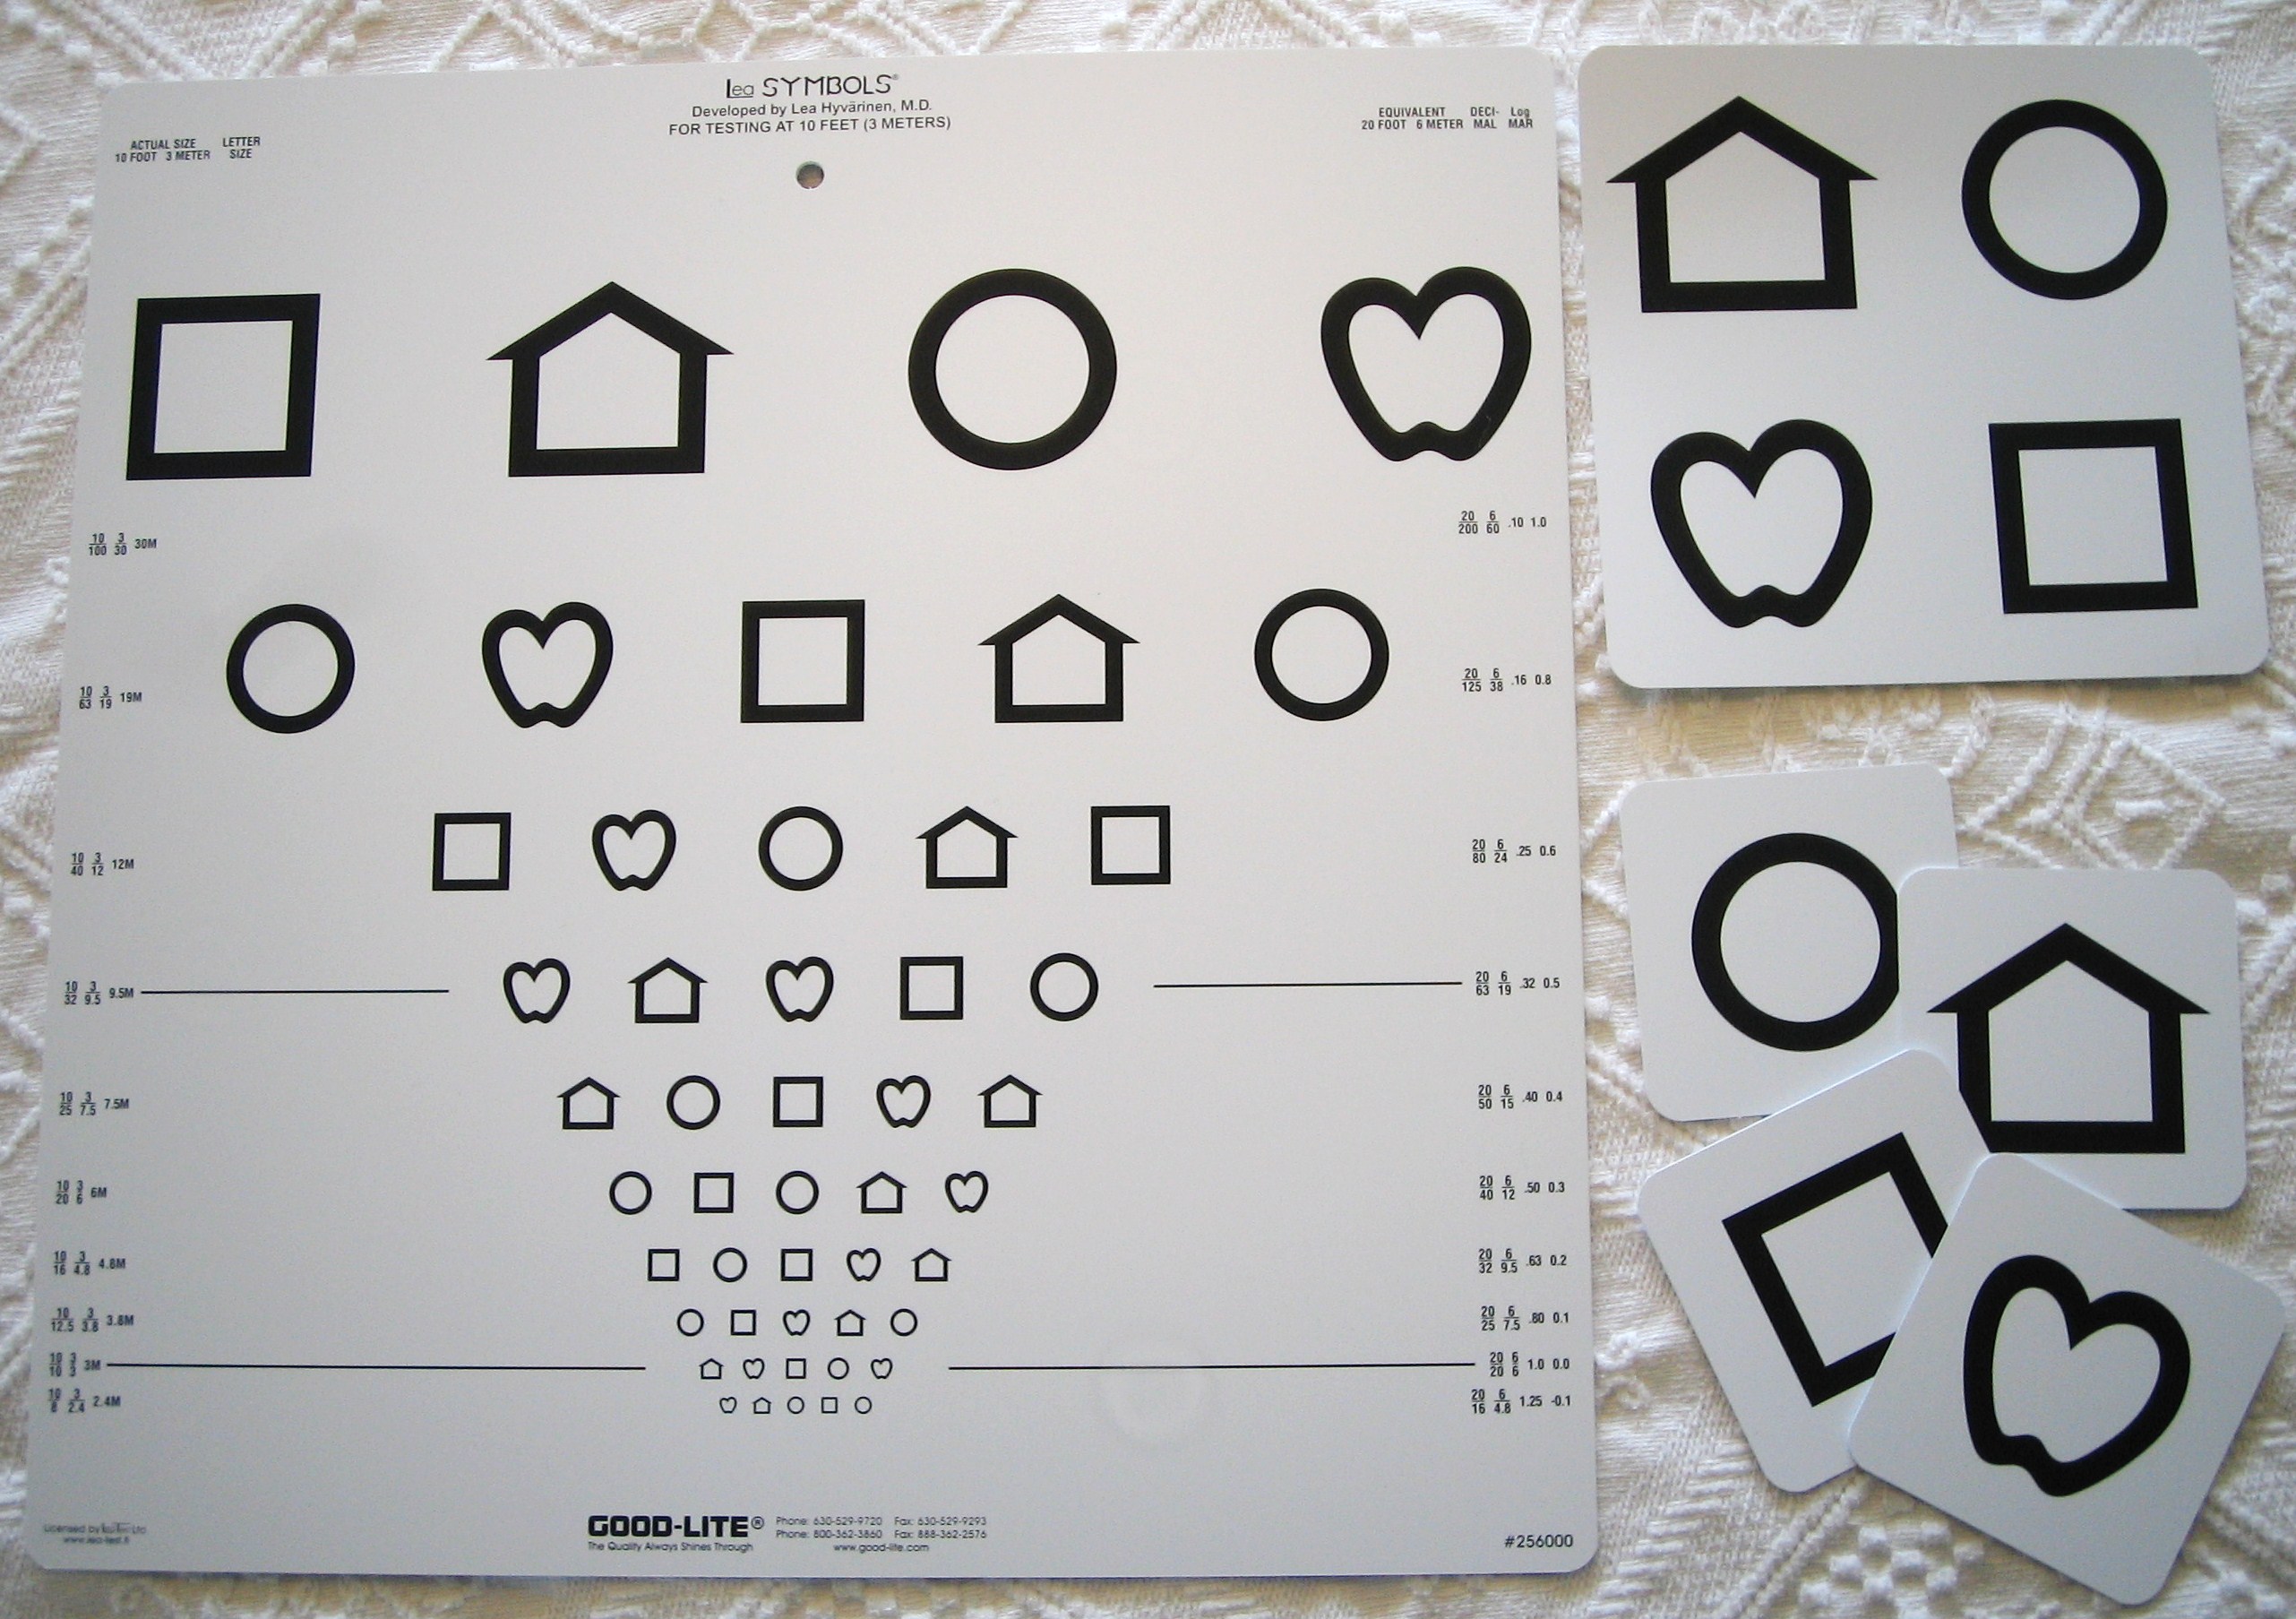 Lea SYMBOLS®
Developed by Lea Hyvärinen, M.D.
FOR TESTING AT 10 FEET (3 METERS)
ACTUAL SIZE LETTER
10 FOOT 3 METER SIZE
EQUIVALENT DECI- Log
20 FOOT 6 METER MAL MAR
10/100 3/30 30M
20/200 6/60 .10 1.0
10/63 3/19 19M
20/125 6/38 .16 0.8
10/40 3/12 12M
20/80 6/24 .25 0.6
10/32 3/9.5 9.5M
20/63 6/19 .32 0.5
10/25 3/7.5 7.5M
20/50 6/15 .40 0.4
10/20 3/6 6M
20/40 6/12 .50 0.3
10/16 3/4.8 4.8M
20/32 6/9.5 .63 0.2
10/12.5 3/3.8 3.8M
20/25 6/7.5 .80 0.1
10/10 3/3 3M
20/20 6/6 1.0 0.0
10/8 3/2.4 2.4M
20/16 6/4.8 1.25 -0.1
Licensed by
www.lea-test.fi
GOOD-LITE®
The Quality Always Shines Through
Phone: 630-529-9720 Fax: 630-529-9293
Phone: 800-362-3860 Fax: 888-362-2576
www.good-lite.com
#256000